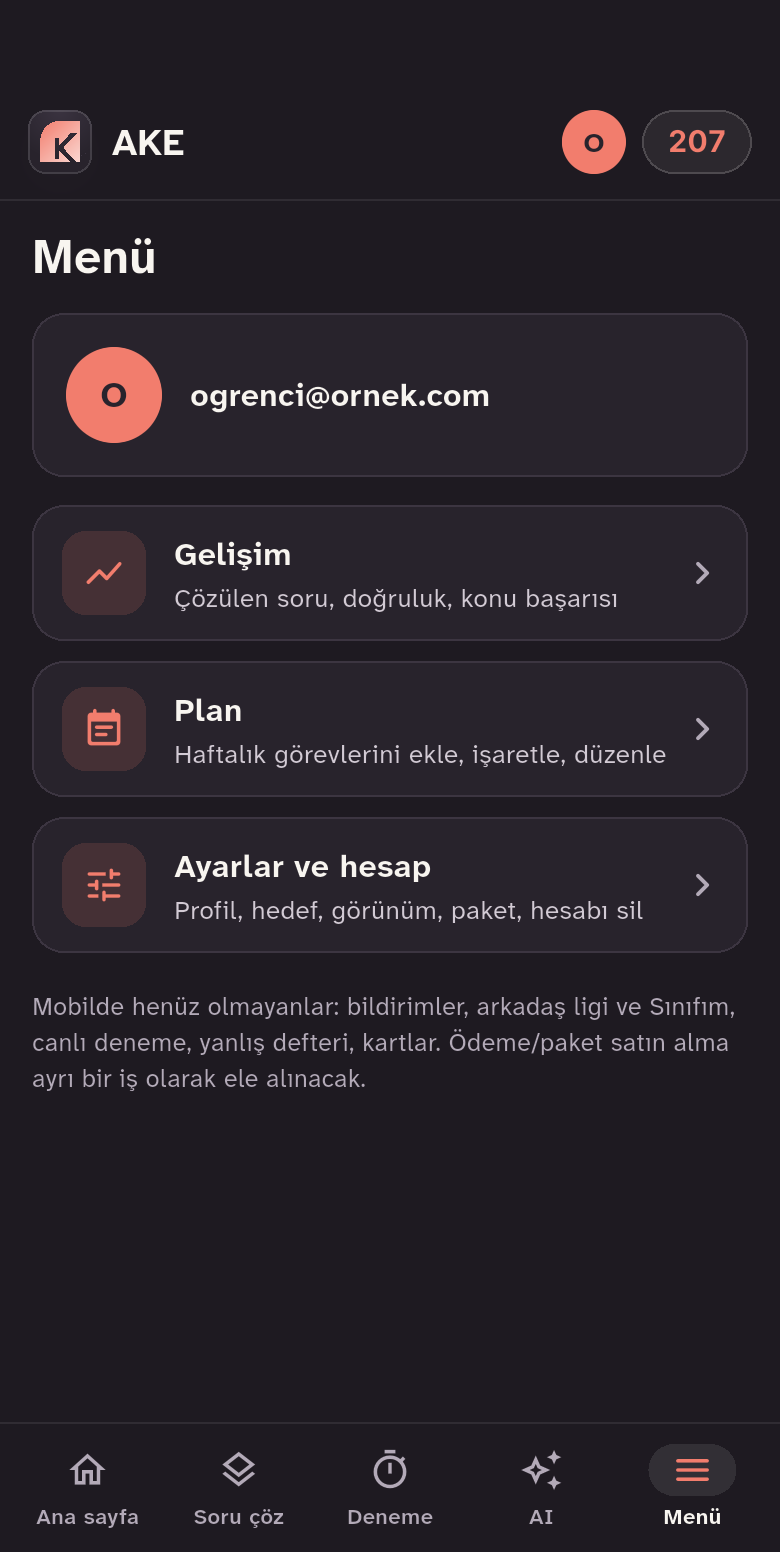 K
AKE
O
207
Menü
O
ogrenci@ornek.com
Gelişim
Çözülen soru, doğruluk, konu başarısı
Plan
Haftalık görevlerini ekle, işaretle, düzenle
Ayarlar ve hesap
Profil, hedef, görünüm, paket, hesabı sil
Mobilde henüz olmayanlar: bildirimler, arkadaş ligi ve Sınıfım,
canlı deneme, yanlış defteri, kartlar. Ödeme/paket satın alma
ayrı bir iş olarak ele alınacak.
Ana sayfa
Soru çöz
Deneme
AI
Menü